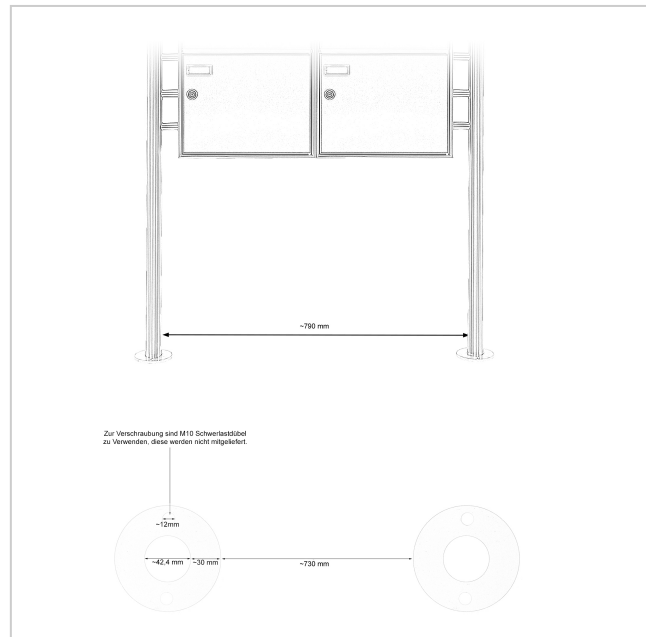 ~790 mm
Zur Verschraubung sind M10 Schwerlastdübel
zu Verwenden, diese werden nicht mitgeliefert.
~12mm
~42,4 mm
~30 mm
~730 mm